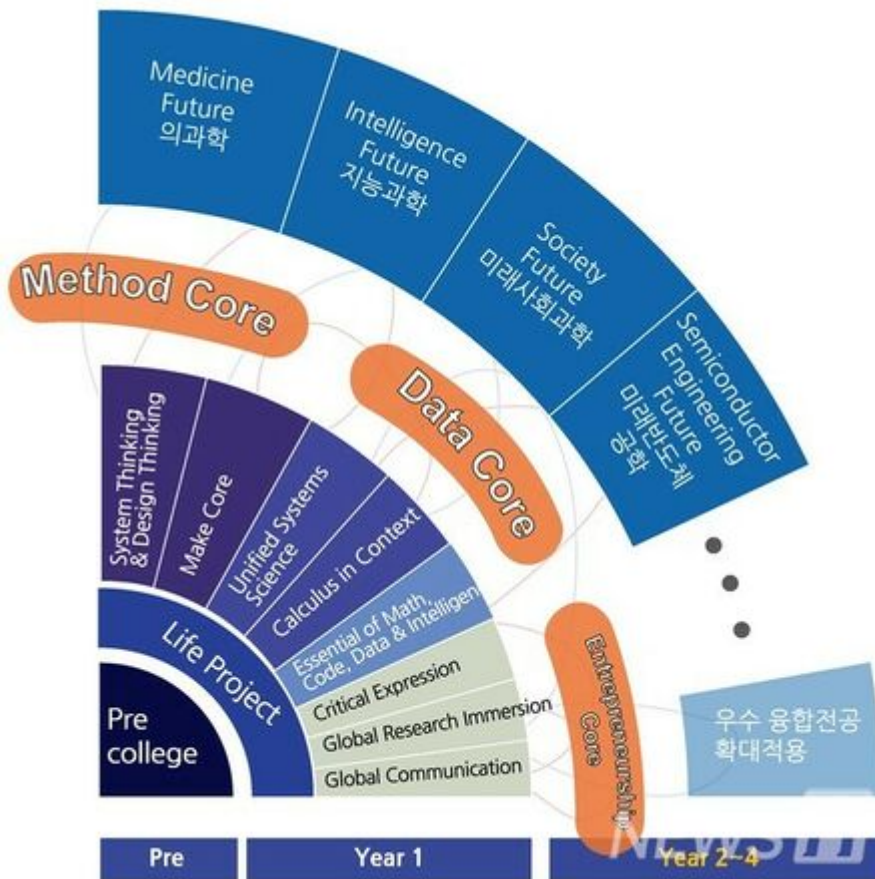 Medicine
Future
의과학
Intelligence
Future
지능과학
Society
Future
미래사회과학
Semiconductor
Engineering
Future
미래반도체
공학
Method Core
Data Core
Entrepreneurship
Core
System Thinking
& Design Thinking
Make Core
Unified Systems
Science
Calculus in Context
Essential of Math,
Code, Data & Intelligen
Critical Expression
Global Research Immersion
Global Communication
Life Project
Pre
college
우수 융합전공
확대적용
Pre
Year 1
Year 2~4
NEWS